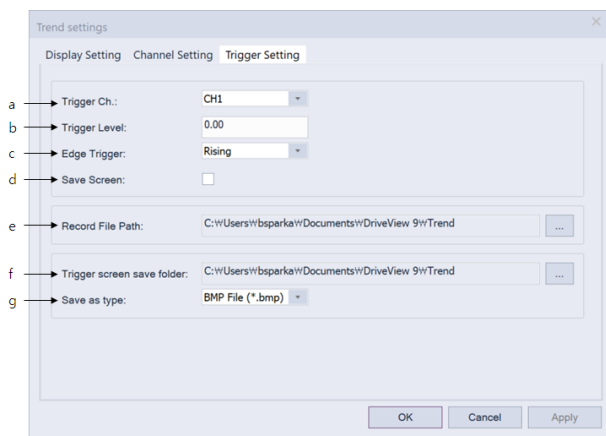 Trend settings
Display Setting Channel Setting Trigger Setting
a Trigger Ch.: CH1
b Trigger Level: 0.00
c Edge Trigger: Rising
d Save Screen:
e Record File Path: C:₩Users₩bsparka₩Documents₩DriveView 9₩Trend ...
f Trigger screen save folder: C:₩Users₩bsparka₩Documents₩DriveView 9₩Trend ...
g Save as type: BMP File (*.bmp)
OK Cancel Apply